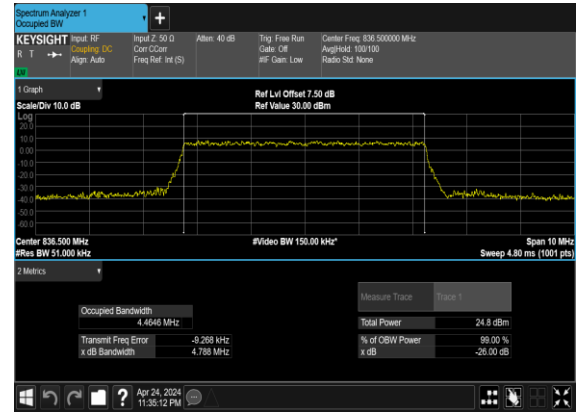 Spectrum Analyzer 1
Occupied BW
+
KEYSIGHT Input: RF Input Z: 50 Ω Atten: 40 dB Trig: Free Run Center Freq: 836.500000 MHz
R T Coupling: DC Corr CCorr Gate: Off Avg|Hold: 100/100
Align: Auto Freq Ref: Int (S) #IF Gain: Low Radio Std: None
LXI
1 Graph
Ref Lvl Offset 7.50 dB
Scale/Div 10.0 dB Ref Value 30.00 dBm
Log
20.0
10.0
0.00
-10.0
-20.0
-30.0
-40.0
-50.0
-60.0
Center 836.500 MHz #Video BW 150.00 kHz* Span 10 MHz
#Res BW 51.000 kHz Sweep 4.80 ms (1001 pts)
2 Metrics
Measure Trace Trace 1
Occupied Bandwidth
4.4646 MHz Total Power 24.8 dBm
Transmit Freq Error -9.268 kHz % of OBW Power 99.00 %
x dB Bandwidth 4.788 MHz x dB -26.00 dB
? Apr 24, 2024
11:35:12 PM